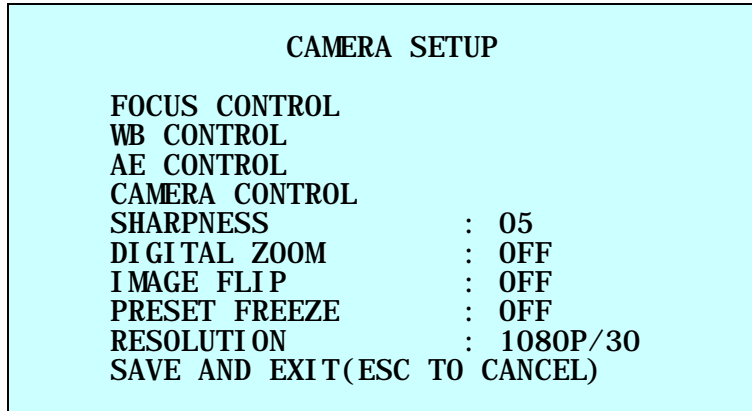 CAMERA SETUP
FOCUS CONTROL
WB CONTROL
AE CONTROL
CAMERA CONTROL
SHARPNESS : 05
DIGITAL ZOOM : OFF
IMAGE FLIP : OFF
PRESET FREEZE : OFF
RESOLUTION : 1080P/30
SAVE AND EXIT(ESC TO CANCEL)